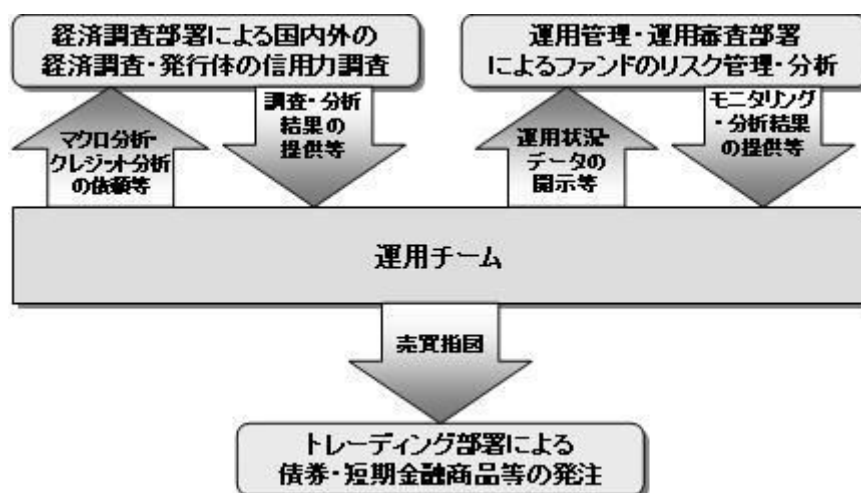 経済調査部署による国内外の
経済調査・発行体の信用力調査
運用管理・運用審査部署
によるファンドのリスク管理・分析
マクロ分析・
クレジット分析
の依頼等
調査・分析
結果の
提供等
運用状況・
データの
開示等
モニタリング
・分析結果
の提供等
運用チーム
売買指図
トレーディング部署による
債券・短期金融商品等の発注